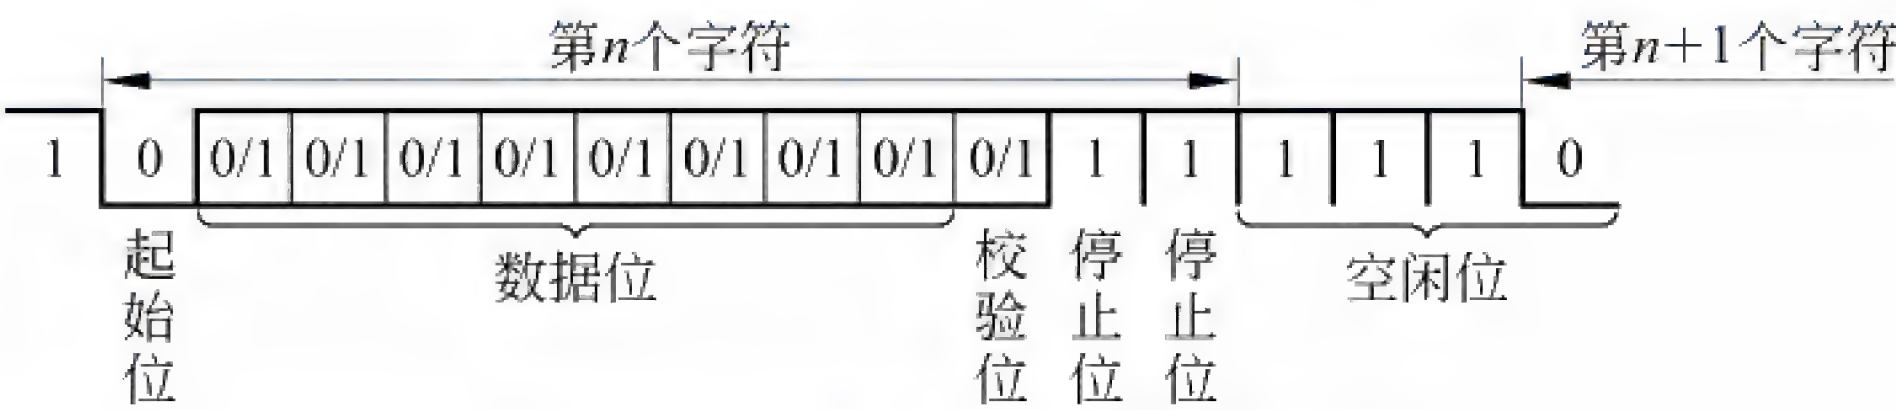 第n个字符 第n+1个字符
1 0 0/1 0/1 0/1 0/1 0/1 0/1 0/1 0/1 0/1 1 1 1 1 1 0
起始位 数据位 校验位 停止位 停止位 空闲位